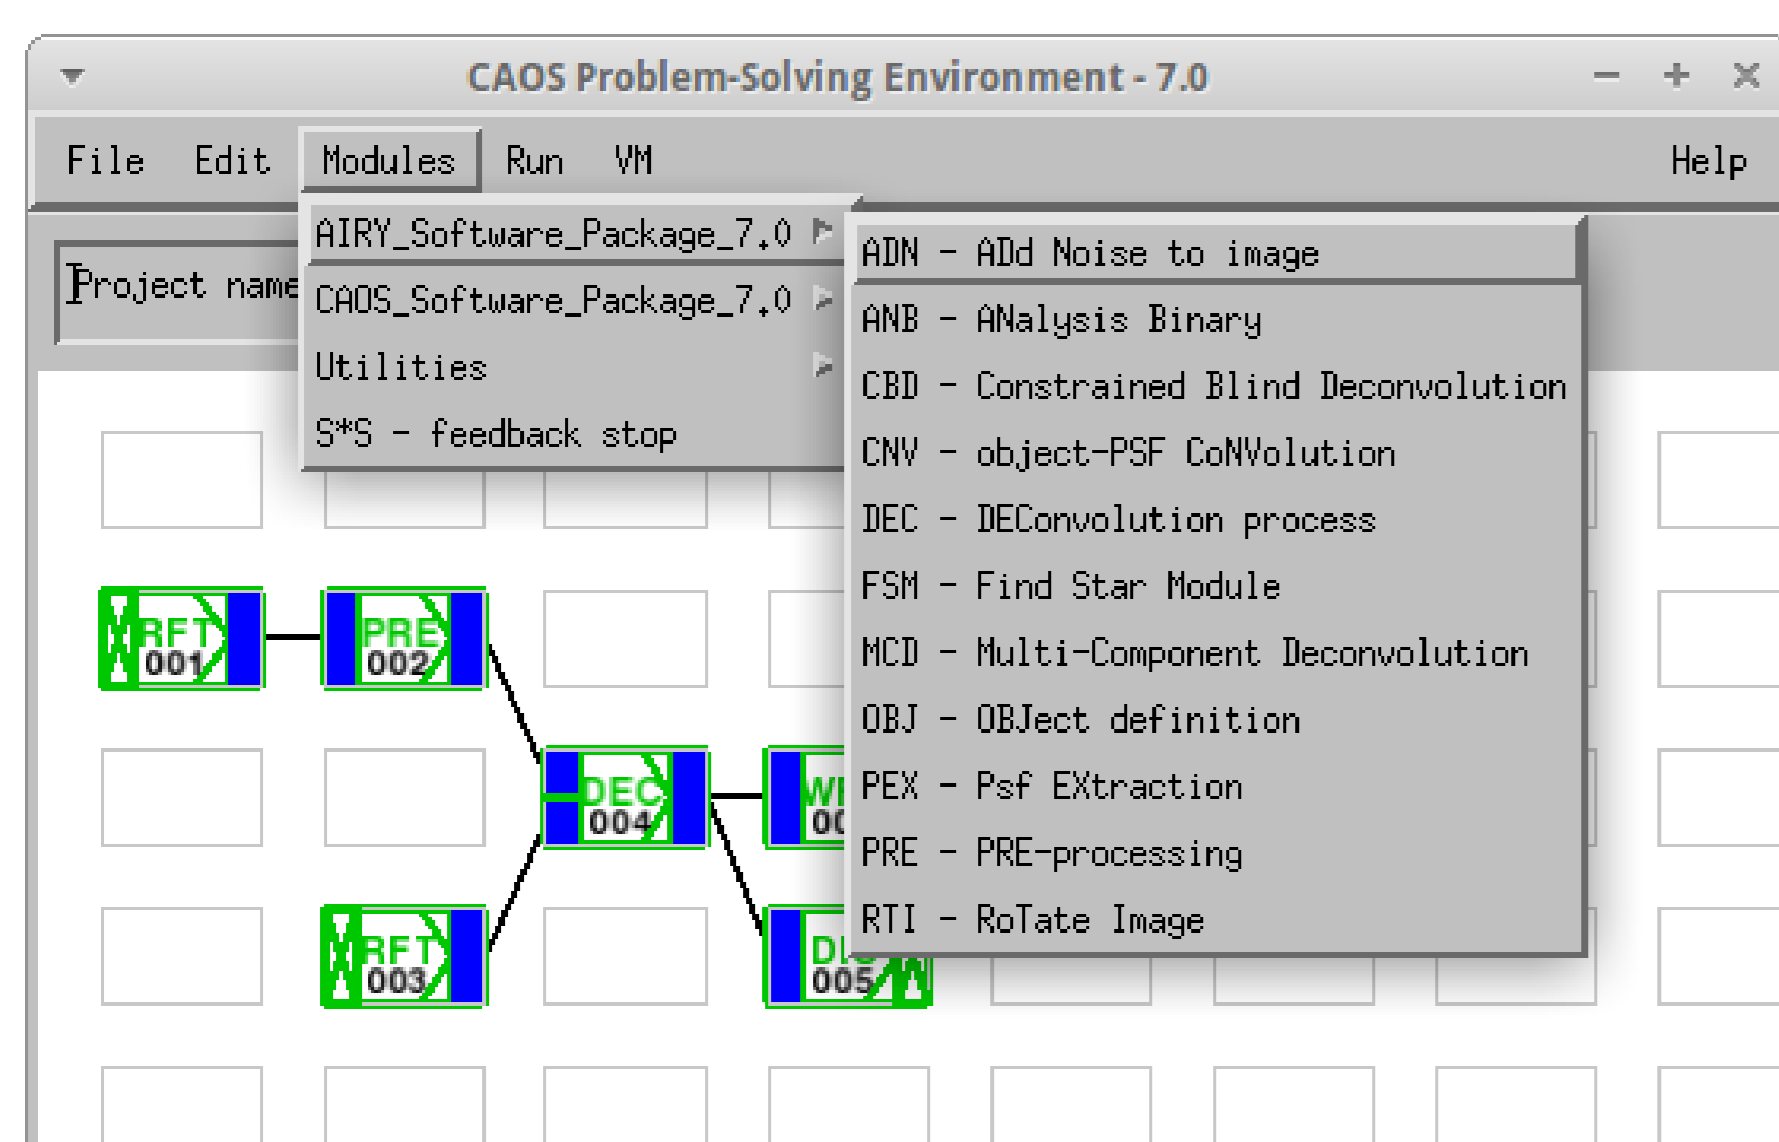 CAOS Problem-Solving Environment - 7.0
File Edit Modules Run VM Help
Project name
AIRY_Software_Package_7.0
CAOS_Software_Package_7.0
Utilities
S*S - feedback stop
ADN - ADd Noise to image
ANB - ANalysis Binary
CBD - Constrained Blind Deconvolution
CNV - object-PSF CoNVolution
DEC - DEConvolution process
FSM - Find Star Module
MCD - Multi-Component Deconvolution
OBJ - OBJect definition
PEX - Psf EXtraction
PRE - PRE-processing
RTI - RoTate Image
RFT
001
PRE
002
DEC
004
RFT
003
005